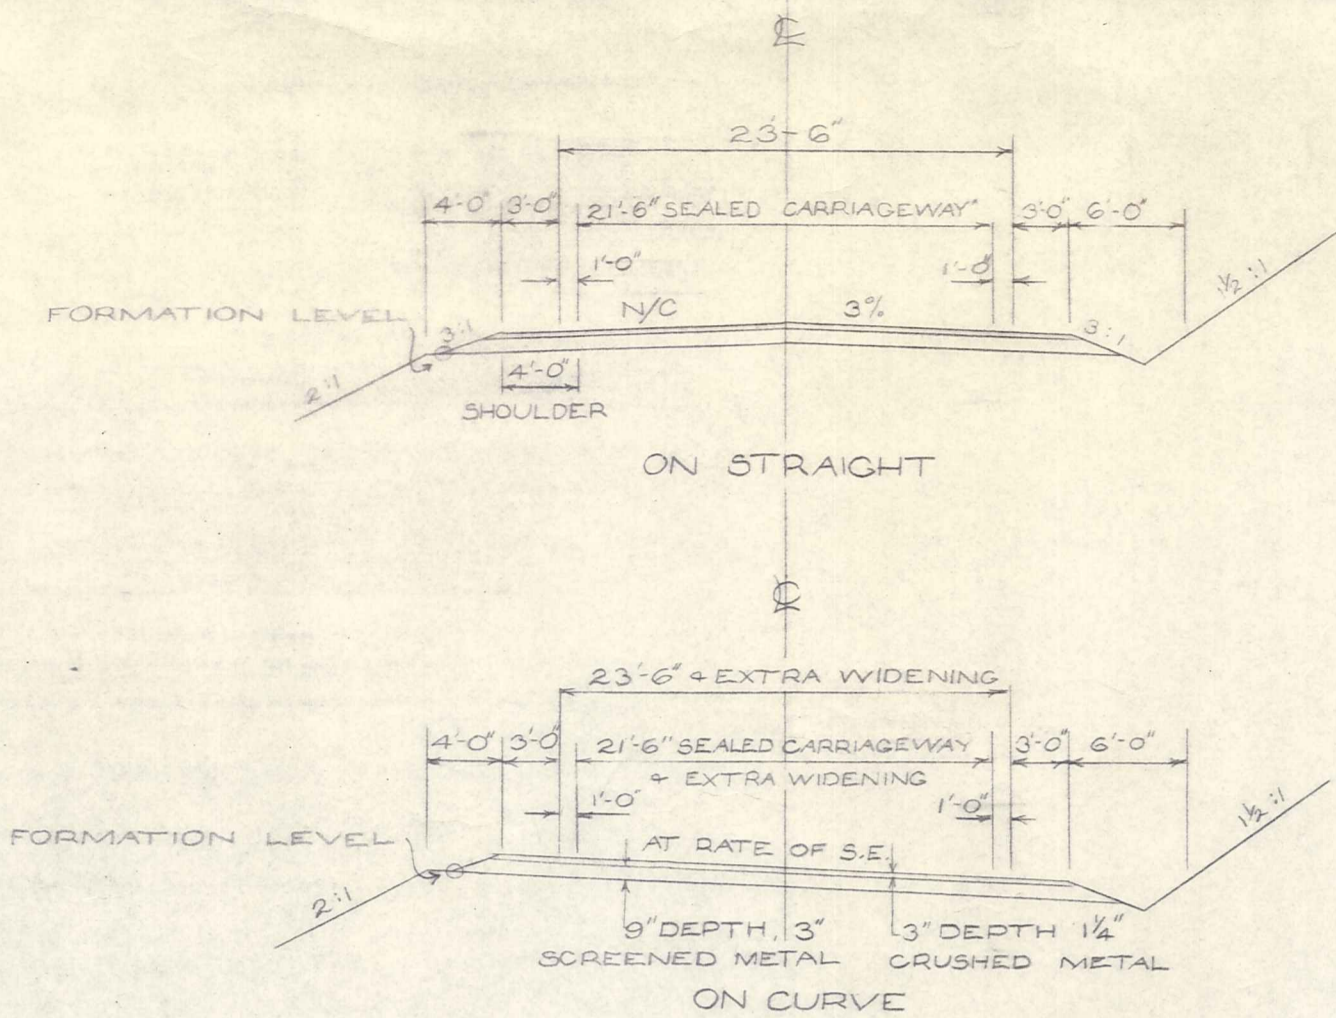 ℄
23'-6"
4'-0" 3'-0" 21'-6" SEALED CARRIAGEWAY" 3'-0" 6'-0"
1'-0" 1'-0"
1½:1
FORMATION LEVEL 3:1 N/C 3% 3:1
2:1 4'-0"
SHOULDER
ON STRAIGHT
℄
23'-6" & EXTRA WIDENING
4'-0" 3'-0" 21'-6" SEALED CARRIAGEWAY 3'-0" 6'-0"
& EXTRA WIDENING
1'-0" 1'-0"
1½:1
FORMATION LEVEL AT RATE OF S.E.
2:1
9" DEPTH, 3" 3" DEPTH 1¼"
SCREENED METAL CRUSHED METAL
ON CURVE